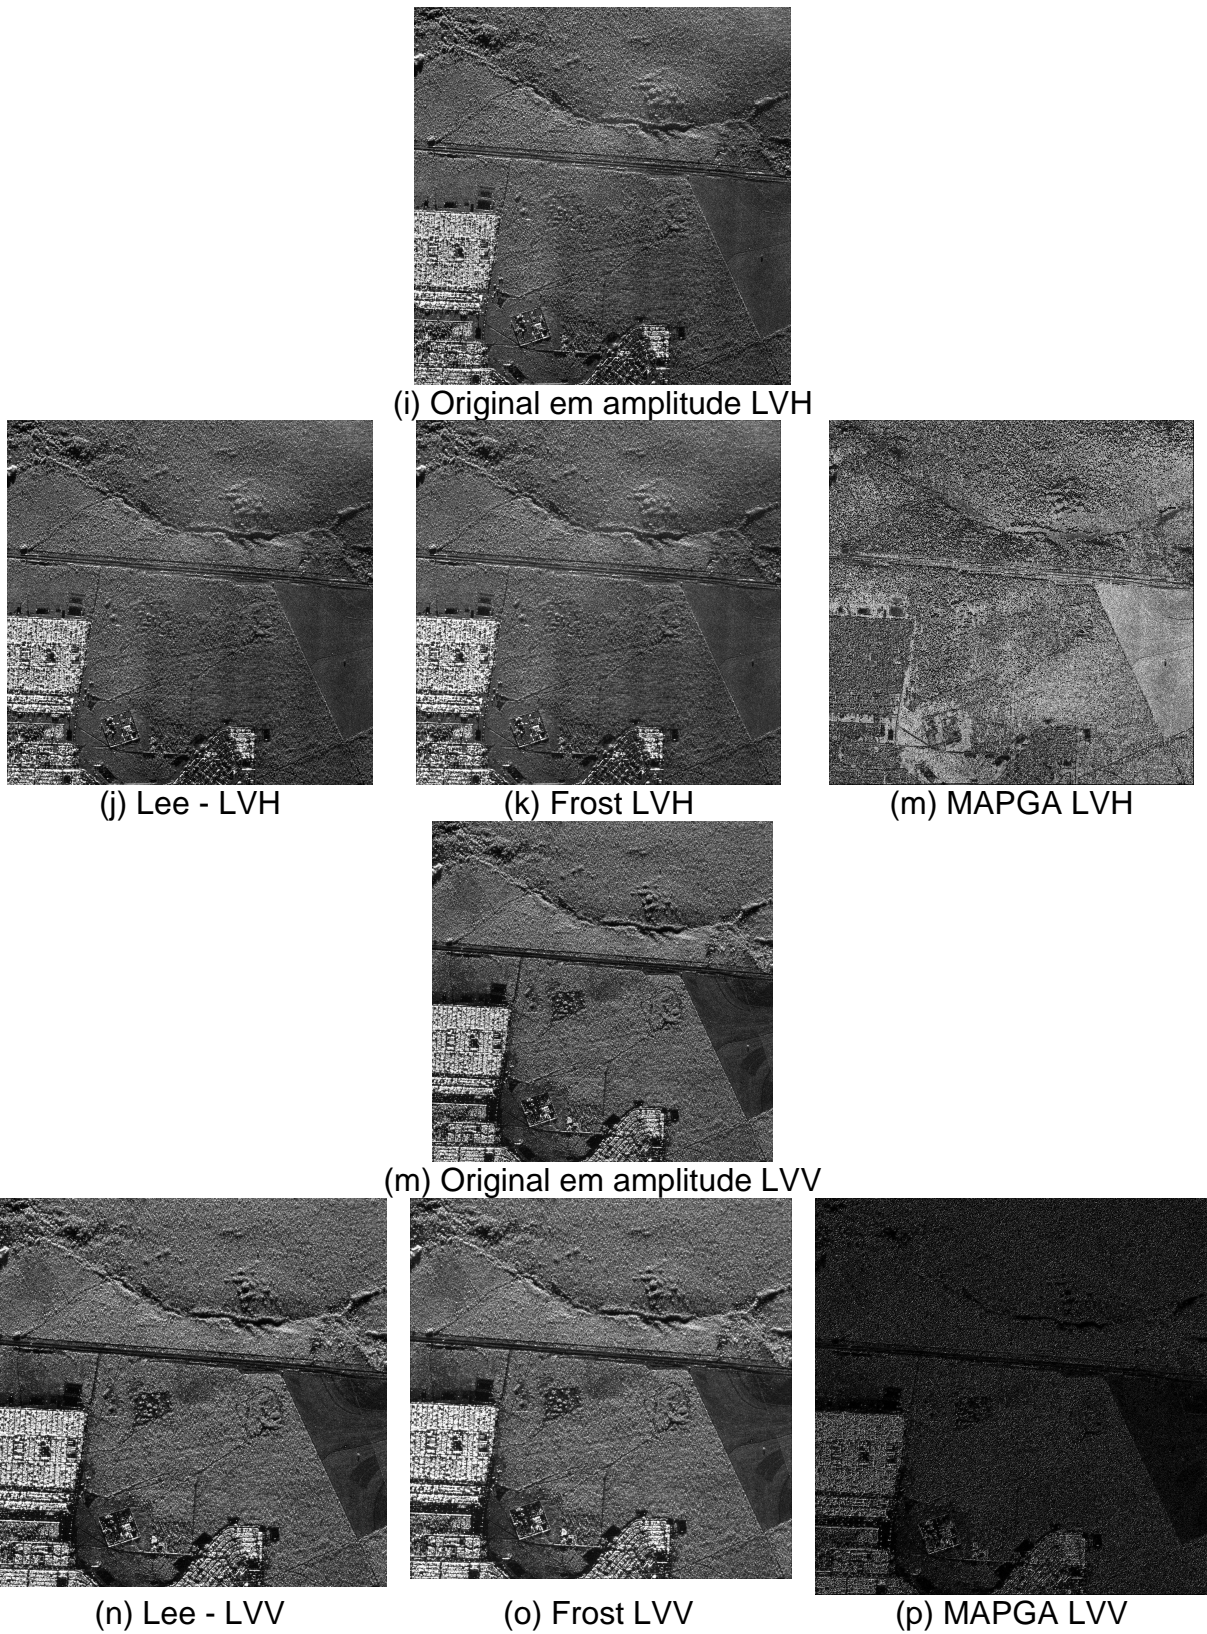 (i) Original em amplitude LVH
(j) Lee - LVH
(k) Frost LVH
(m) MAPGA LVH
(m) Original em amplitude LVV
(n) Lee - LVV
(o) Frost LVV
(p) MAPGA LVV